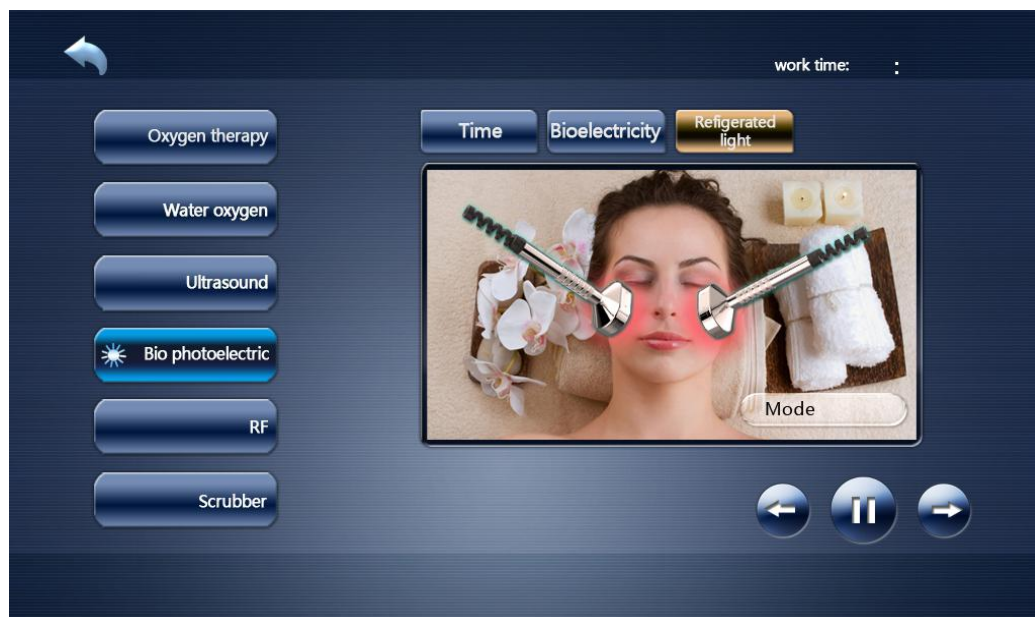 work time: :
Oxygen therapy
Water oxygen
Ultrasound
Bio photoelectric
RF
Scrubber
Time
Bioelectricity
Refigerated
light
Mode